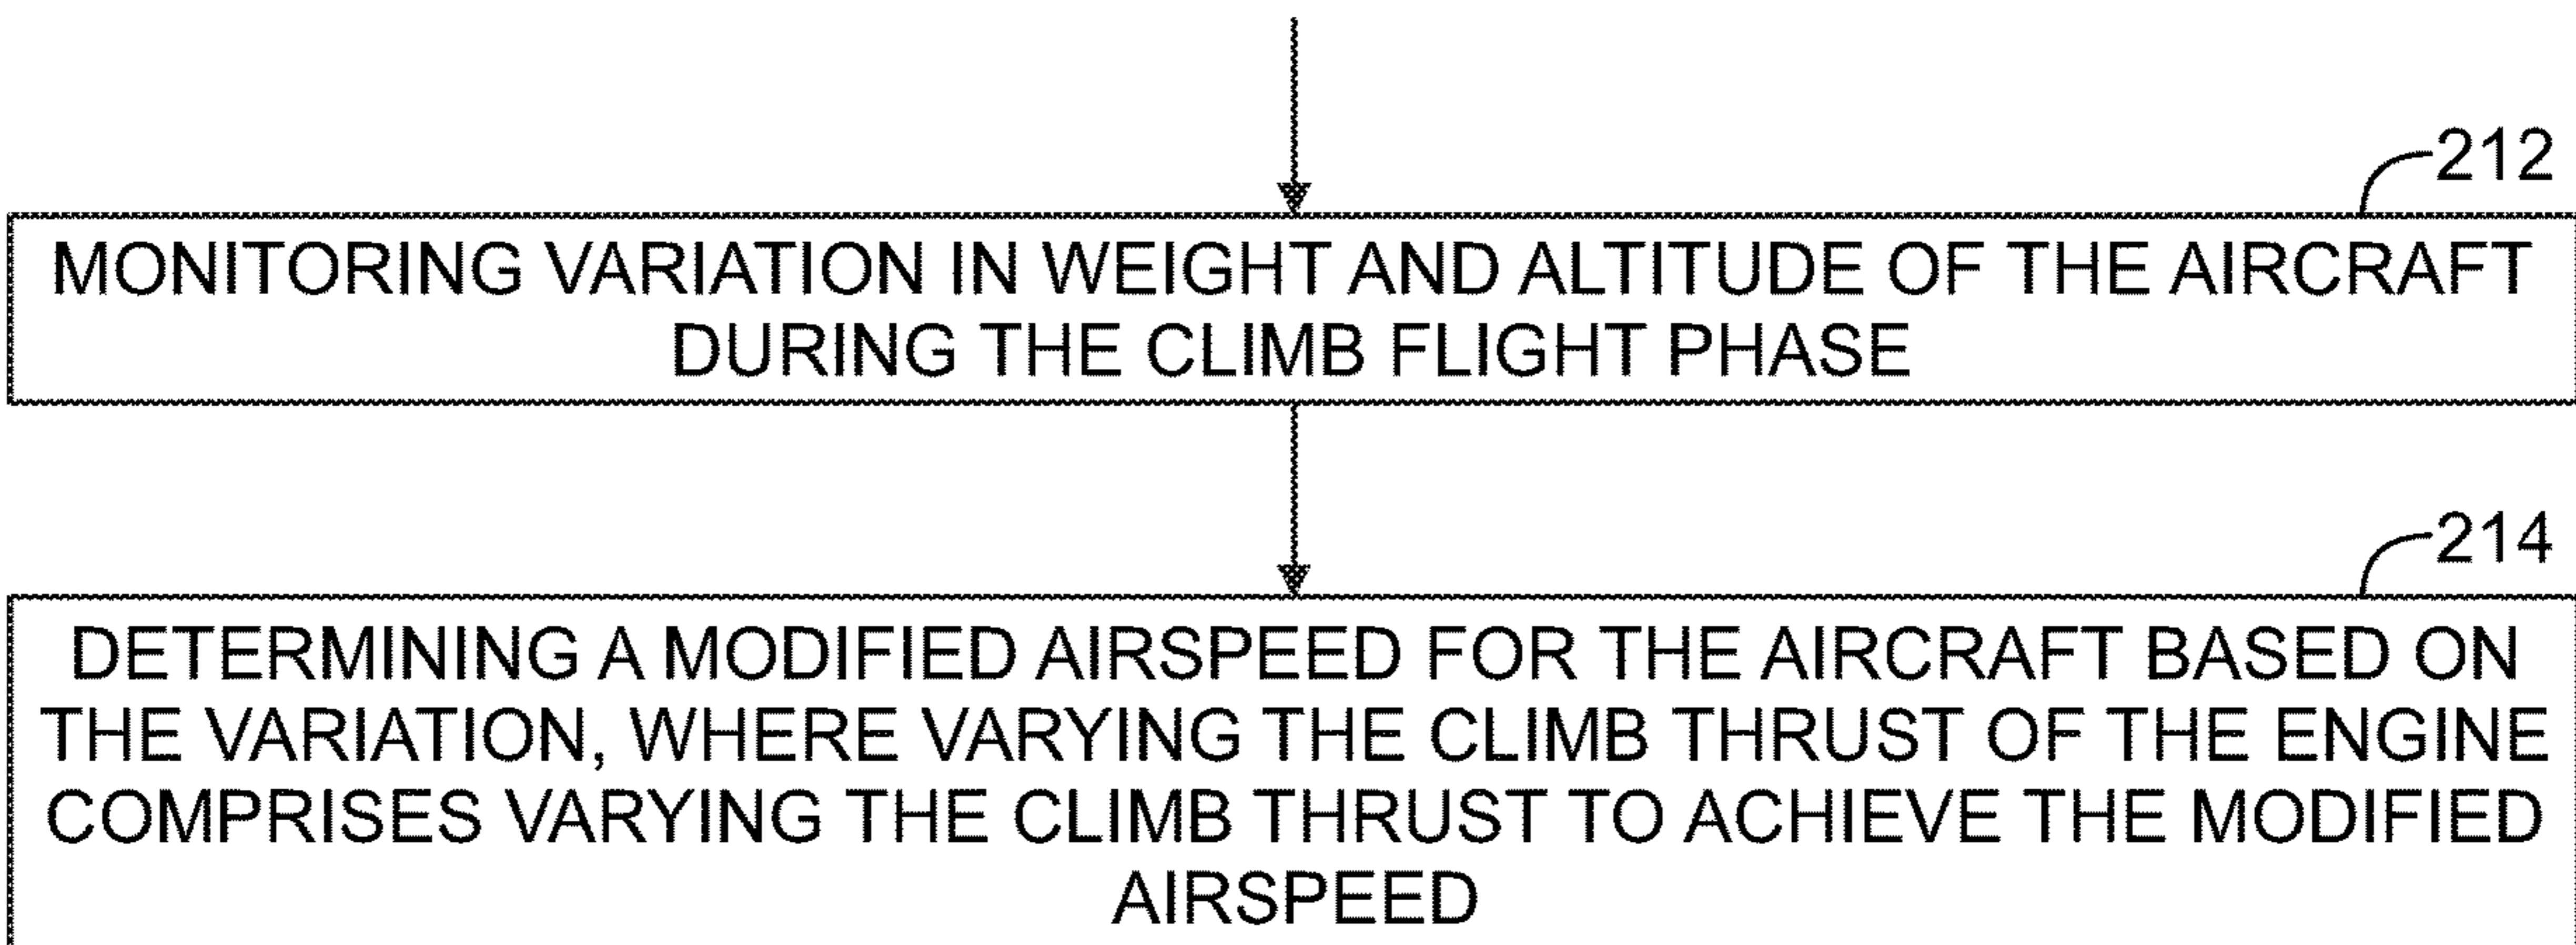 212
MONITORING VARIATION IN WEIGHT AND ALTITUDE OF THE AIRCRAFT
DURING THE CLIMB FLIGHT PHASE
214
DETERMINING A MODIFIED AIRSPEED FOR THE AIRCRAFT BASED ON
THE VARIATION, WHERE VARYING THE CLIMB THRUST OF THE ENGINE
COMPRISES VARYING THE CLIMB THRUST TO ACHIEVE THE MODIFIED
AIRSPEED